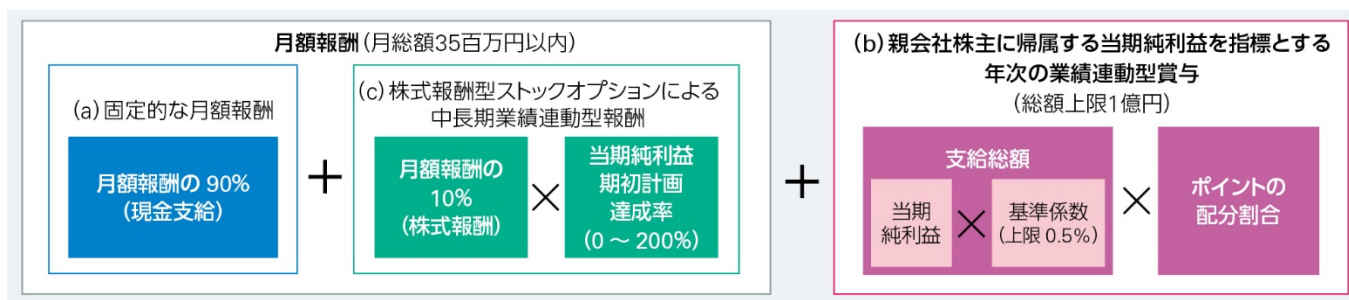 月額報酬（月総額35百万円以内）
(a)固定的な月額報酬
月額報酬の 90%
(現金支給)
＋
(c)株式報酬型ストックオプションによる
中長期業績連動型報酬
月額報酬の
10%
(株式報酬)
×
当期純利益
期初計画
達成率
(0 ～ 200%)
＋
(b)親会社株主に帰属する当期純利益を指標とする
年次の業績連動型賞与
（総額上限1億円）
支給総額
当期
純利益
×
基準係数
(上限 0.5%)
×
ポイントの
配分割合